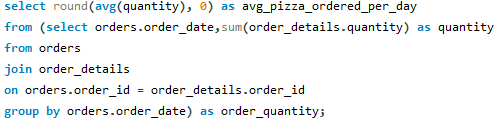 select round(avg(quantity), 0) as avg_pizza_ordered_per_day
from (select orders.order_date,sum(order_details.quantity) as quantity
from orders
join order_details
on orders.order_id = order_details.order_id
group by orders.order_date) as order_quantity;